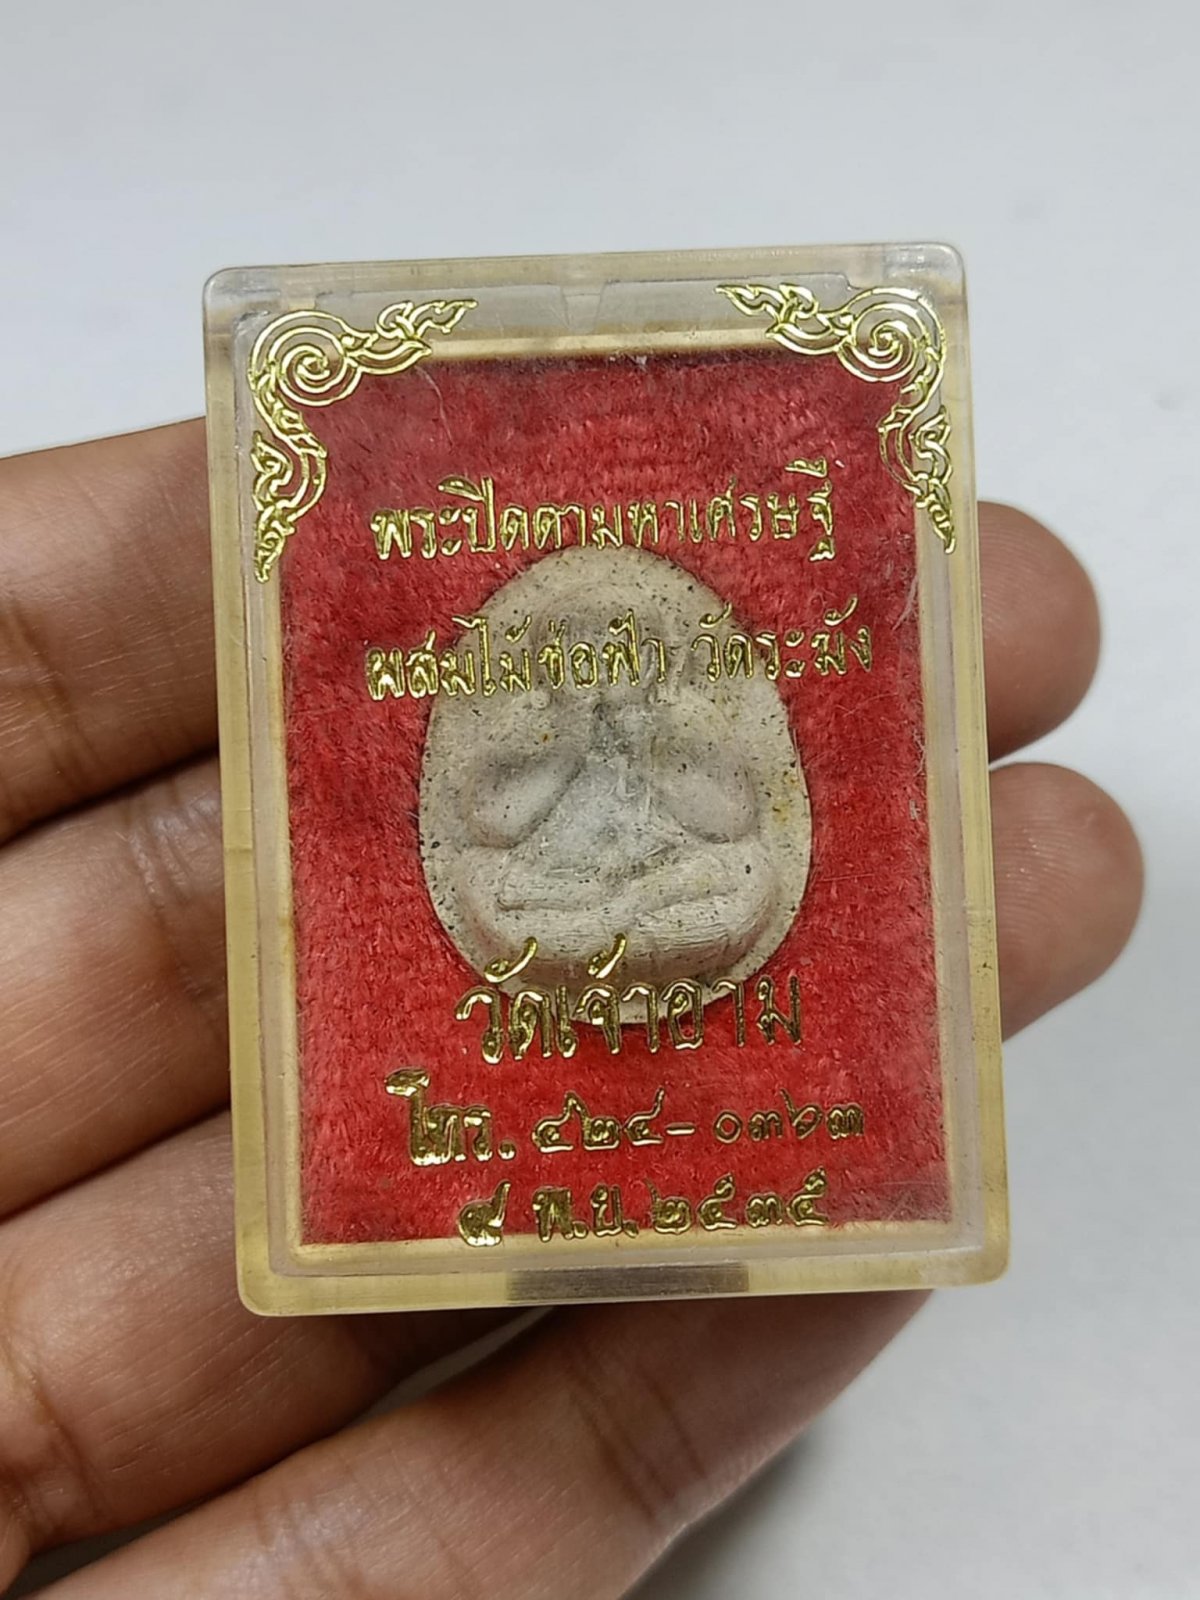 พระปิดตามหาเศรษฐี
ผสมไม้ช่อฟ้า วัดระฆัง
วัดเจ้าอาม
โทร. ๔๒๔-๐๓๖๓
๘ พ.ย. ๒๕๓๕